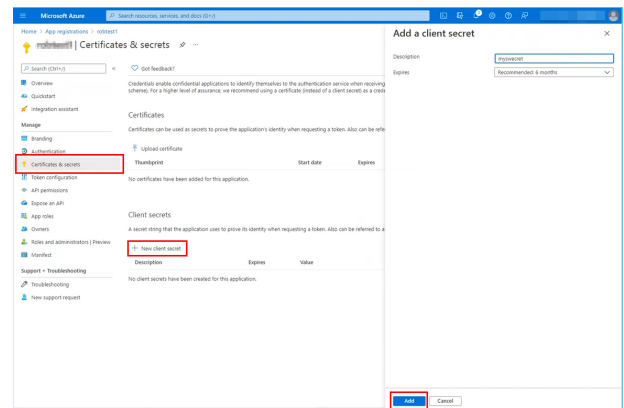 Microsoft Azure
Search resources, services, and docs (G+/)
Home > App registrations > robtest1
| Certificates & secrets
Search (Ctrl+/)
Overview
Quickstart
Integration assistant
Manage
Branding
Authentication
Certificates & secrets
Token configuration
API permissions
Expose an API
App roles
Owners
Roles and administrators | Preview
Manifest
Support + Troubleshooting
Troubleshooting
New support request
Got feedback?
Credentials enable confidential applications to identify themselves to the authentication service when receiving
scheme). For a higher level of assurance, we recommend using a certificate (instead of a client secret) as a crede
Certificates
Certificates can be used as secrets to prove the application's identity when requesting a token. Also can be refe
Upload certificate
Thumbprint Start date Expires
No certificates have been added for this application.
Client secrets
A secret string that the application uses to prove its identity when requesting a token. Also can be referred to a
New client secret
Description Expires Value
No client secrets have been created for this application.
Add a client secret
Description myswecret
Expires Recommended: 6 months
Add Cancel